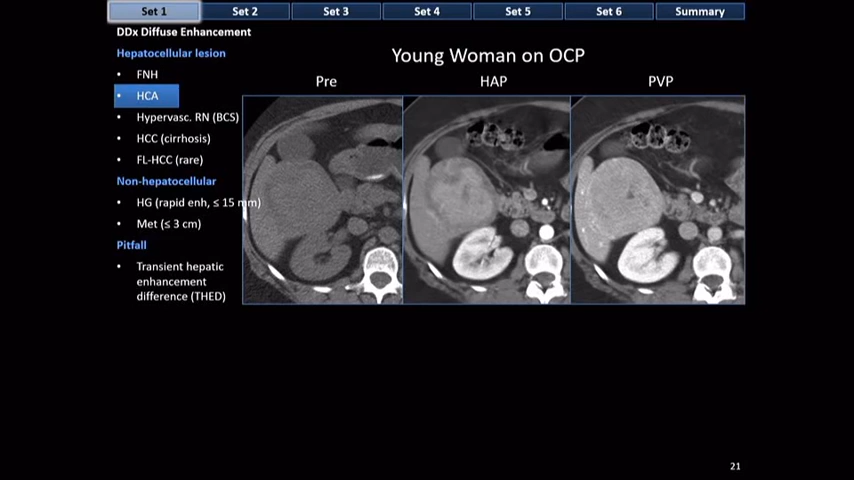 Set 1 Set 2 Set 3 Set 4 Set 5 Set 6 Summary
DDx Diffuse Enhancement
Hepatocellular lesion
• FNH
• HCA
• Hypervasc. RN (BCS)
• HCC (cirrhosis)
• FL-HCC (rare)
Non-hepatocellular
• HG (rapid enh, ≤ 15 mm)
• Met (≤ 3 cm)
Pitfall
• Transient hepatic
enhancement
difference (THED)
Young Woman on OCP
Pre HAP PVP
21